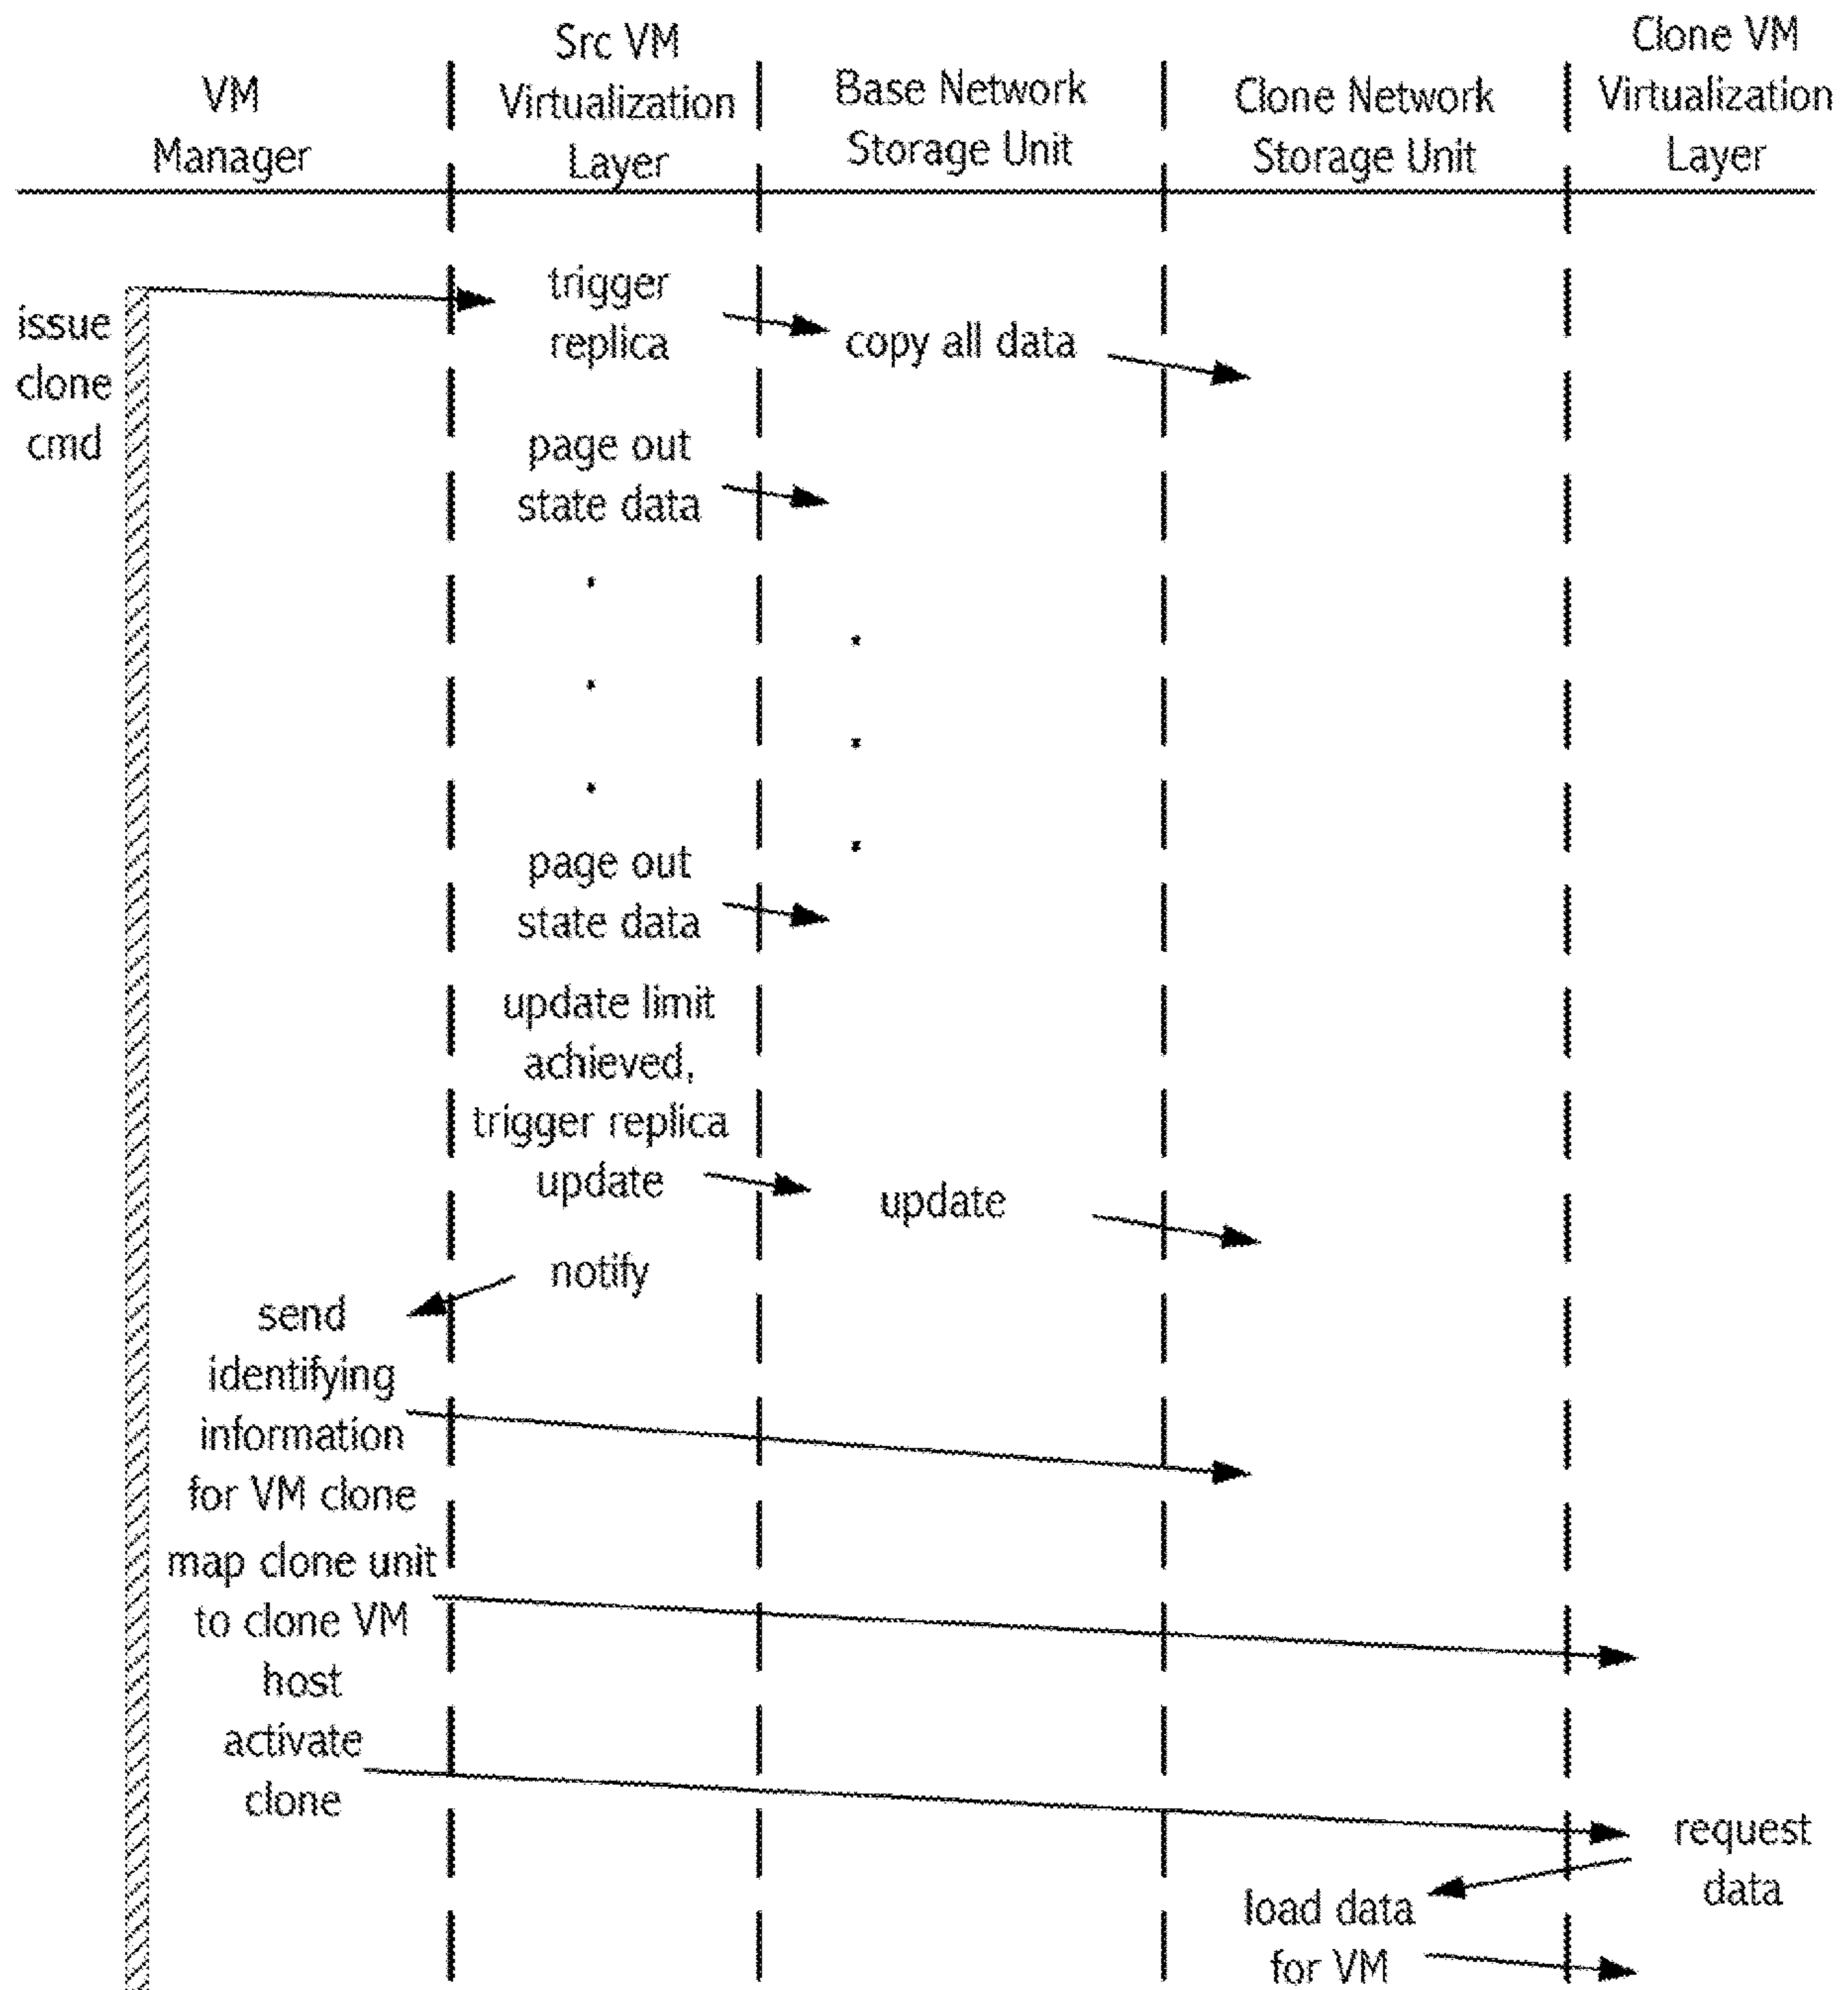 VM
Manager
Src VM
Virtualization
Layer
Base Network
Storage Unit
Clone Network
Storage Unit
Clone VM
Virtualization
Layer
issue
clone
cmd
trigger
replica
copy all data
page out
state data
page out
state data
update limit
achieved,
trigger replica
update
update
notify
send
identifying
information
for VM clone
map clone unit
to clone VM
host
activate
clone
request
data
load data
for VM